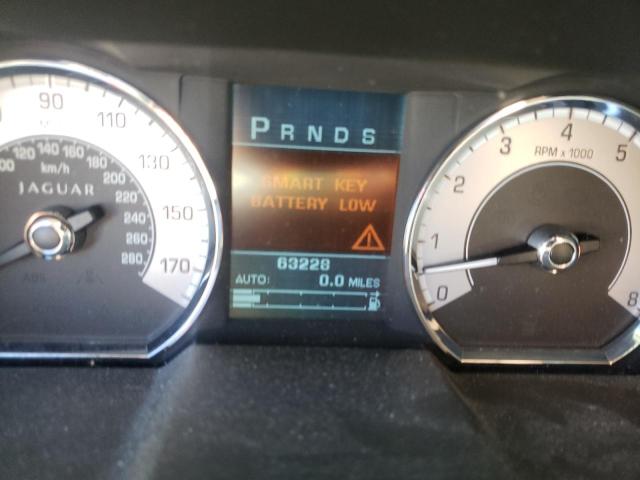 P R N D S
SMART KEY
BATTERY LOW
63228
AUTO: 0.0 MILES
90
110
130
150
170
120 140 160 180 200 220 240 260 280
km/h
JAGUAR
ABS
0 1 2 3 4 5 8
RPM x 1000